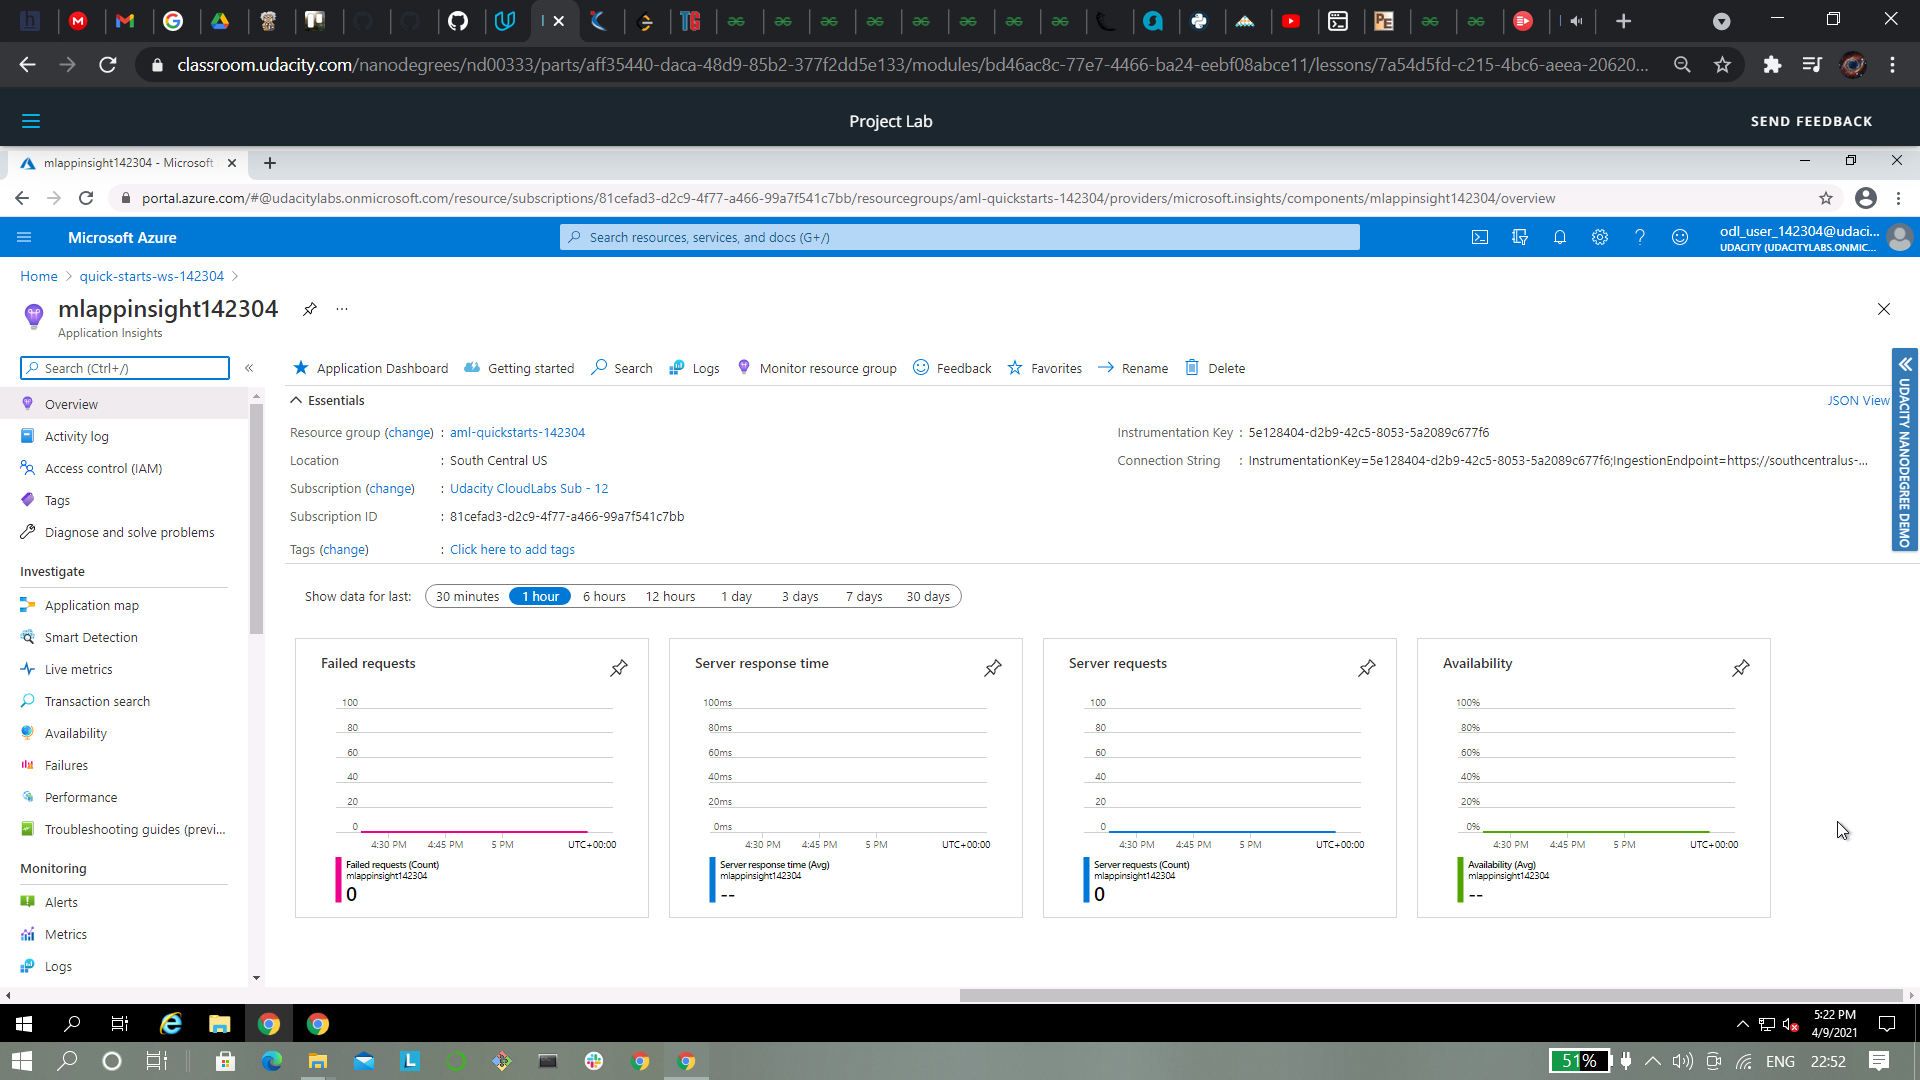 classroom.udacity.com/nanodegrees/nd00333/parts/aff35440-daca-48d9-85b2-377f2dd5e133/modules/bd46ac8c-77e7-4466-ba24-eebf08abce11/lessons/7a54d5fd-c215-4bc6-aeea-20620...
Project Lab
SEND FEEDBACK
mlappinsight142304 - Microsoft
portal.azure.com/#@udacitylabs.onmicrosoft.com/resource/subscriptions/81cefad3-d2c9-4f77-a466-99a7f541c7bb/resourcegroups/aml-quickstarts-142304/providers/microsoft.insights/components/mlappinsight142304/overview
Microsoft Azure
Search resources, services, and docs (G+/)
odl_user_142304@udaci...
UDACITY (UDACITYLABS.ONMIC...
Home > quick-starts-ws-142304 >
mlappinsight142304
...
Application Insights
Search (Ctrl+/)
«
Overview
Activity log
Access control (IAM)
Tags
Diagnose and solve problems
Investigate
Application map
Smart Detection
Live metrics
Transaction search
Availability
Failures
Performance
Troubleshooting guides (previ...
Monitoring
Alerts
Metrics
Logs
Application Dashboard
Getting started
Search
Logs
Monitor resource group
Feedback
Favorites
Rename
Delete
Essentials
JSON View
Resource group (change) : aml-quickstarts-142304
Location : South Central US
Subscription (change) : Udacity CloudLabs Sub - 12
Subscription ID : 81cefad3-d2c9-4f77-a466-99a7f541c7bb
Tags (change) : Click here to add tags
Instrumentation Key : 5e128404-d2b9-42c5-8053-5a2089c677f6
Connection String : InstrumentationKey=5e128404-d2b9-42c5-8053-5a2089c677f6;IngestionEndpoint=https://southcentralus-...
UDACITY NANODEGREE DEMO
Show data for last: 30 minutes 1 hour 6 hours 12 hours 1 day 3 days 7 days 30 days
Failed requests
100
80
60
40
20
0
4:30 PM 4:45 PM 5 PM UTC+00:00
Failed requests (Count)
mlappinsight142304
0
Server response time
100ms
80ms
60ms
40ms
20ms
0ms
4:30 PM 4:45 PM 5 PM UTC+00:00
Server response time (Avg)
mlappinsight142304
--
Server requests
100
80
60
40
20
0
4:30 PM 4:45 PM 5 PM UTC+00:00
Server requests (Count)
mlappinsight142304
0
Availability
100%
80%
60%
40%
20%
0%
4:30 PM 4:45 PM 5 PM UTC+00:00
Availability (Avg)
mlappinsight142304
--
5:22 PM
4/9/2021
51%
ENG
22:52